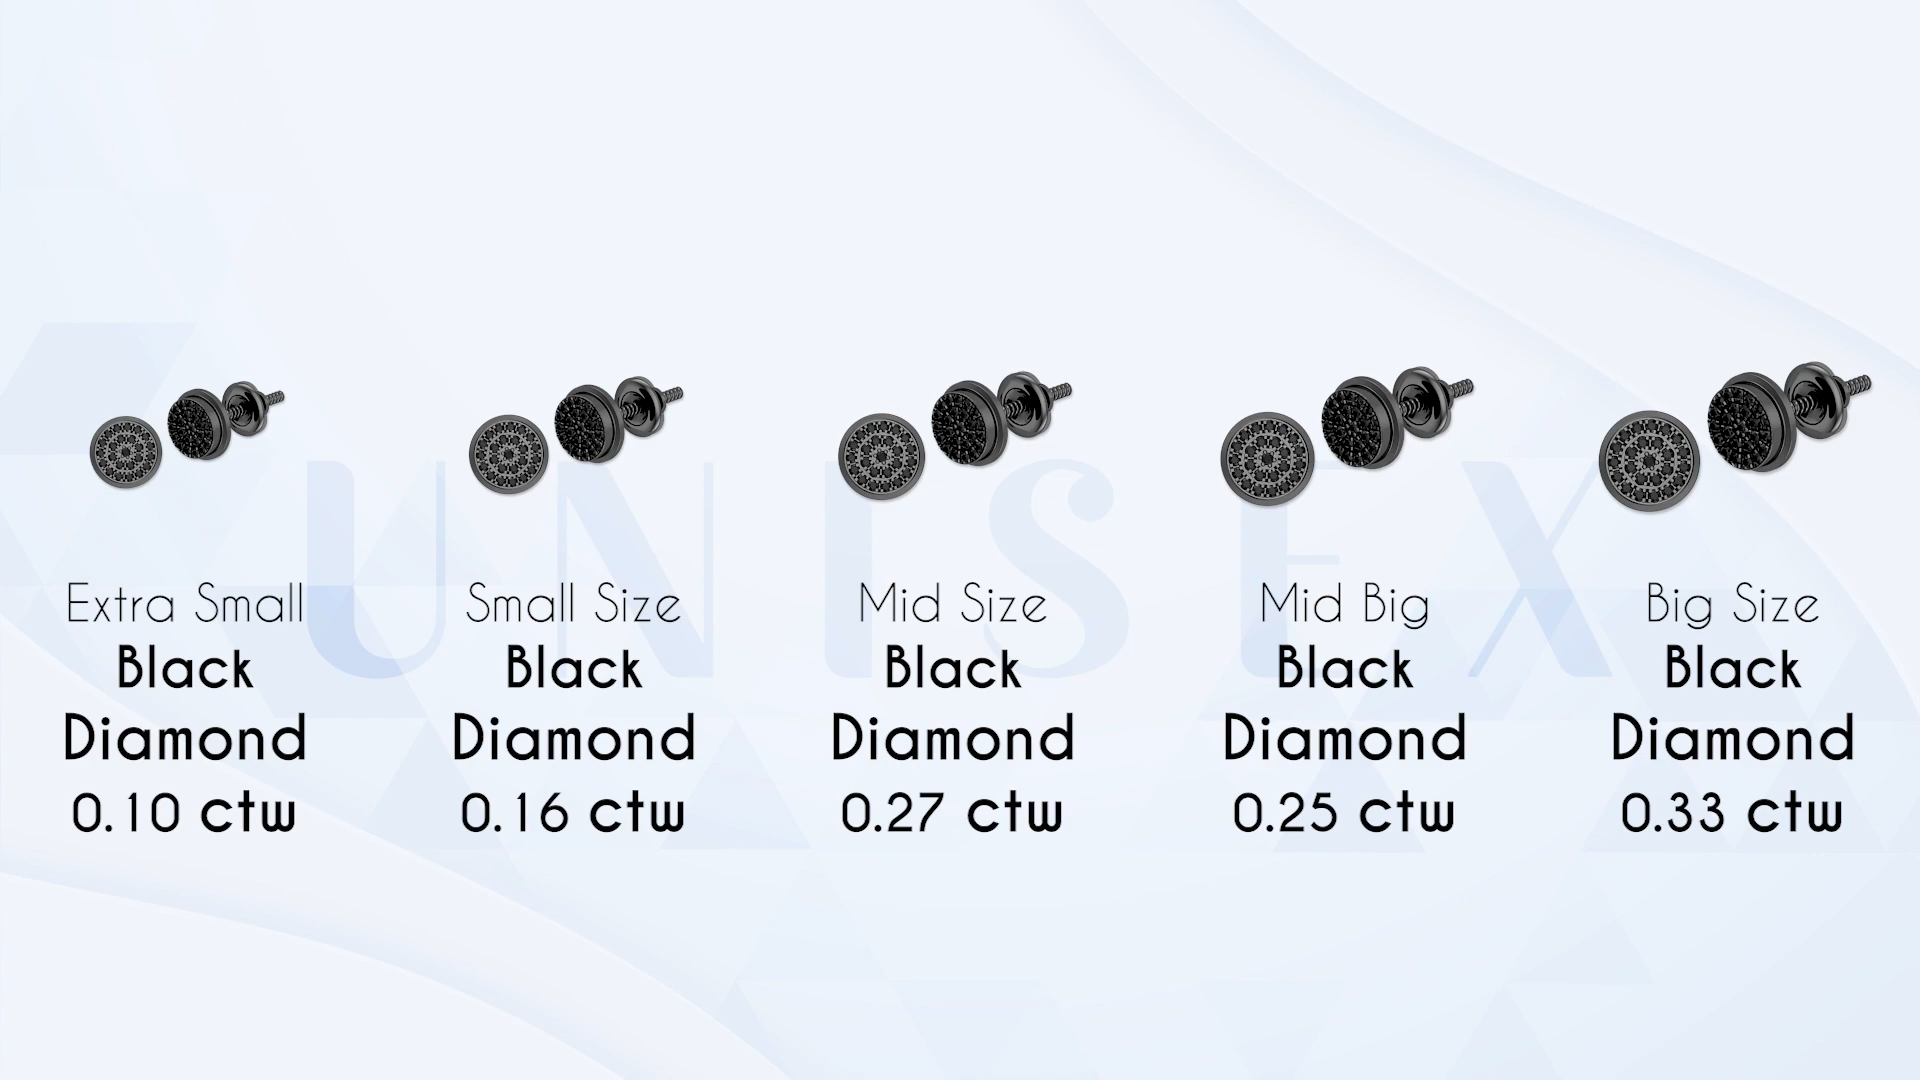 UNISEX
Extra Small
Black
Diamond
0.10 ctw
Small Size
Black
Diamond
0.16 ctw
Mid Size
Black
Diamond
0.27 ctw
Mid Big
Black
Diamond
0.25 ctw
Big Size
Black
Diamond
0.33 ctw